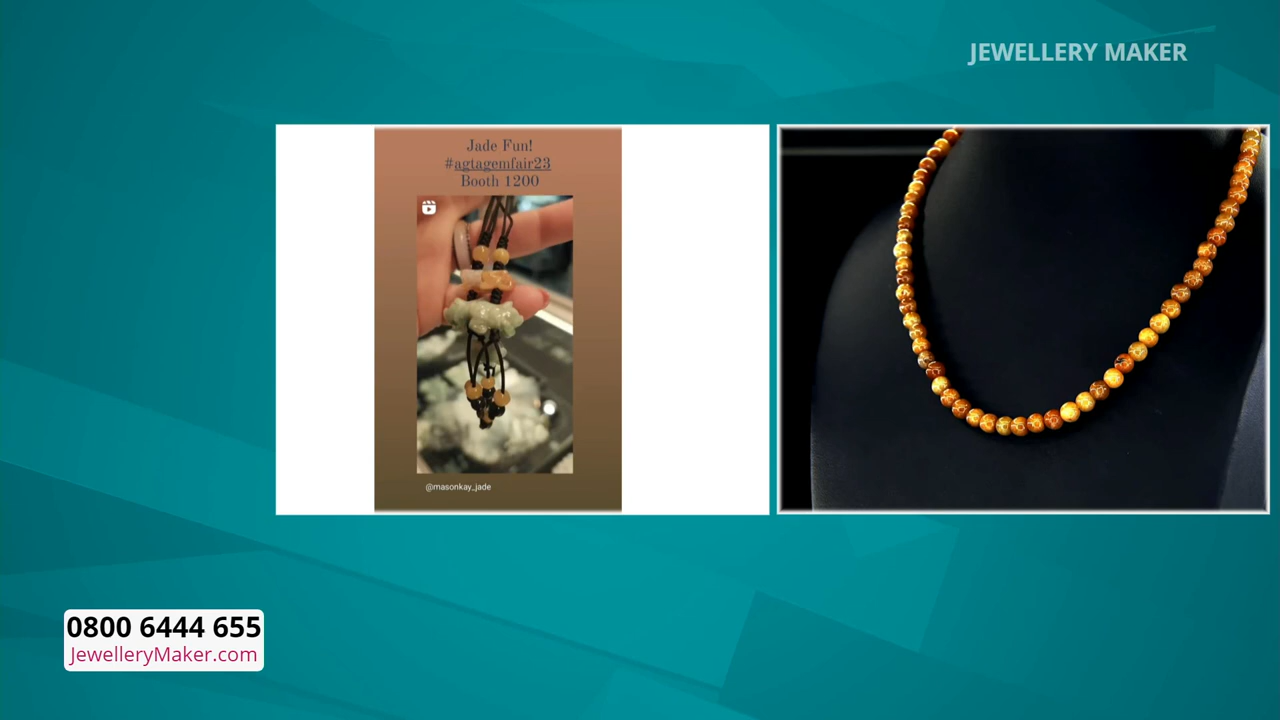 JEWELLERY MAKER
Jade Fun!
#agtagemfair23
Booth 1200
@masonkay_jade
0800 6444 655
JewelleryMaker.com